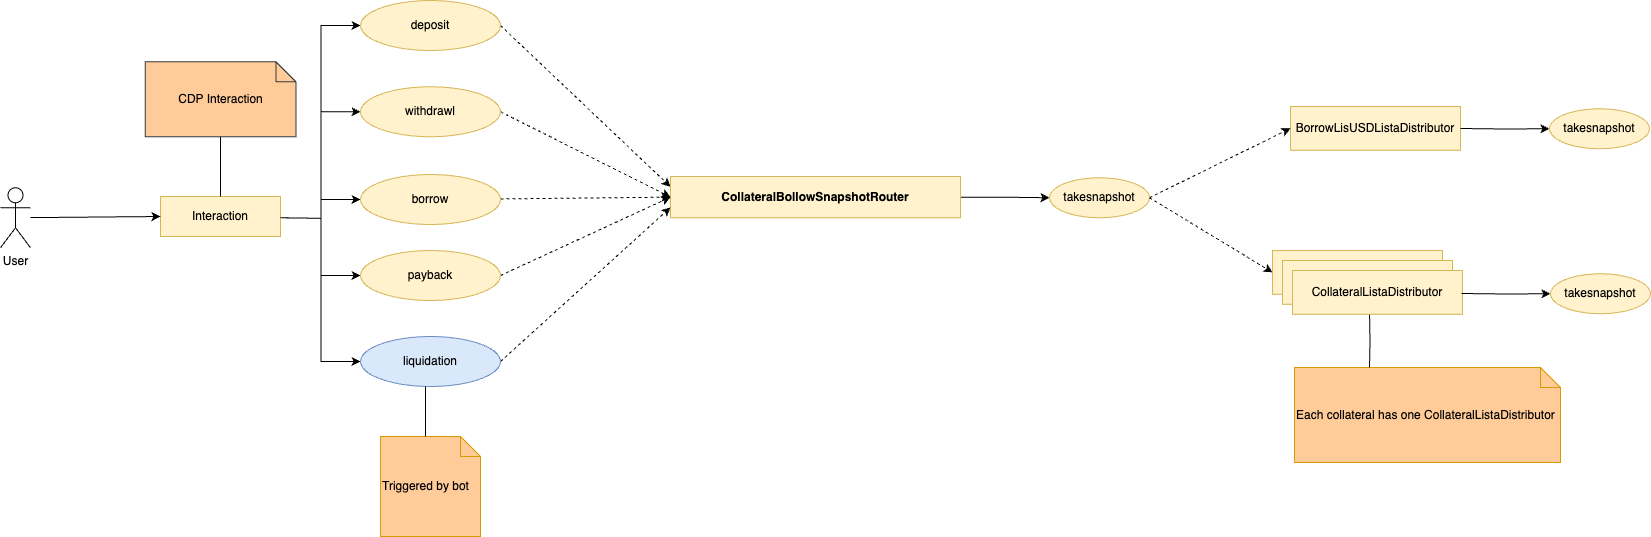 deposit
CDP Interaction
withdrawl
BorrowLisUSDListaDistributor
takesnapshot
User
Interaction
borrow
CollateralBollowSnapshotRouter
takesnapshot
payback
CollateralListaDistributor
takesnapshot
liquidation
Each collateral has one CollateralListaDistributor
Triggered by bot